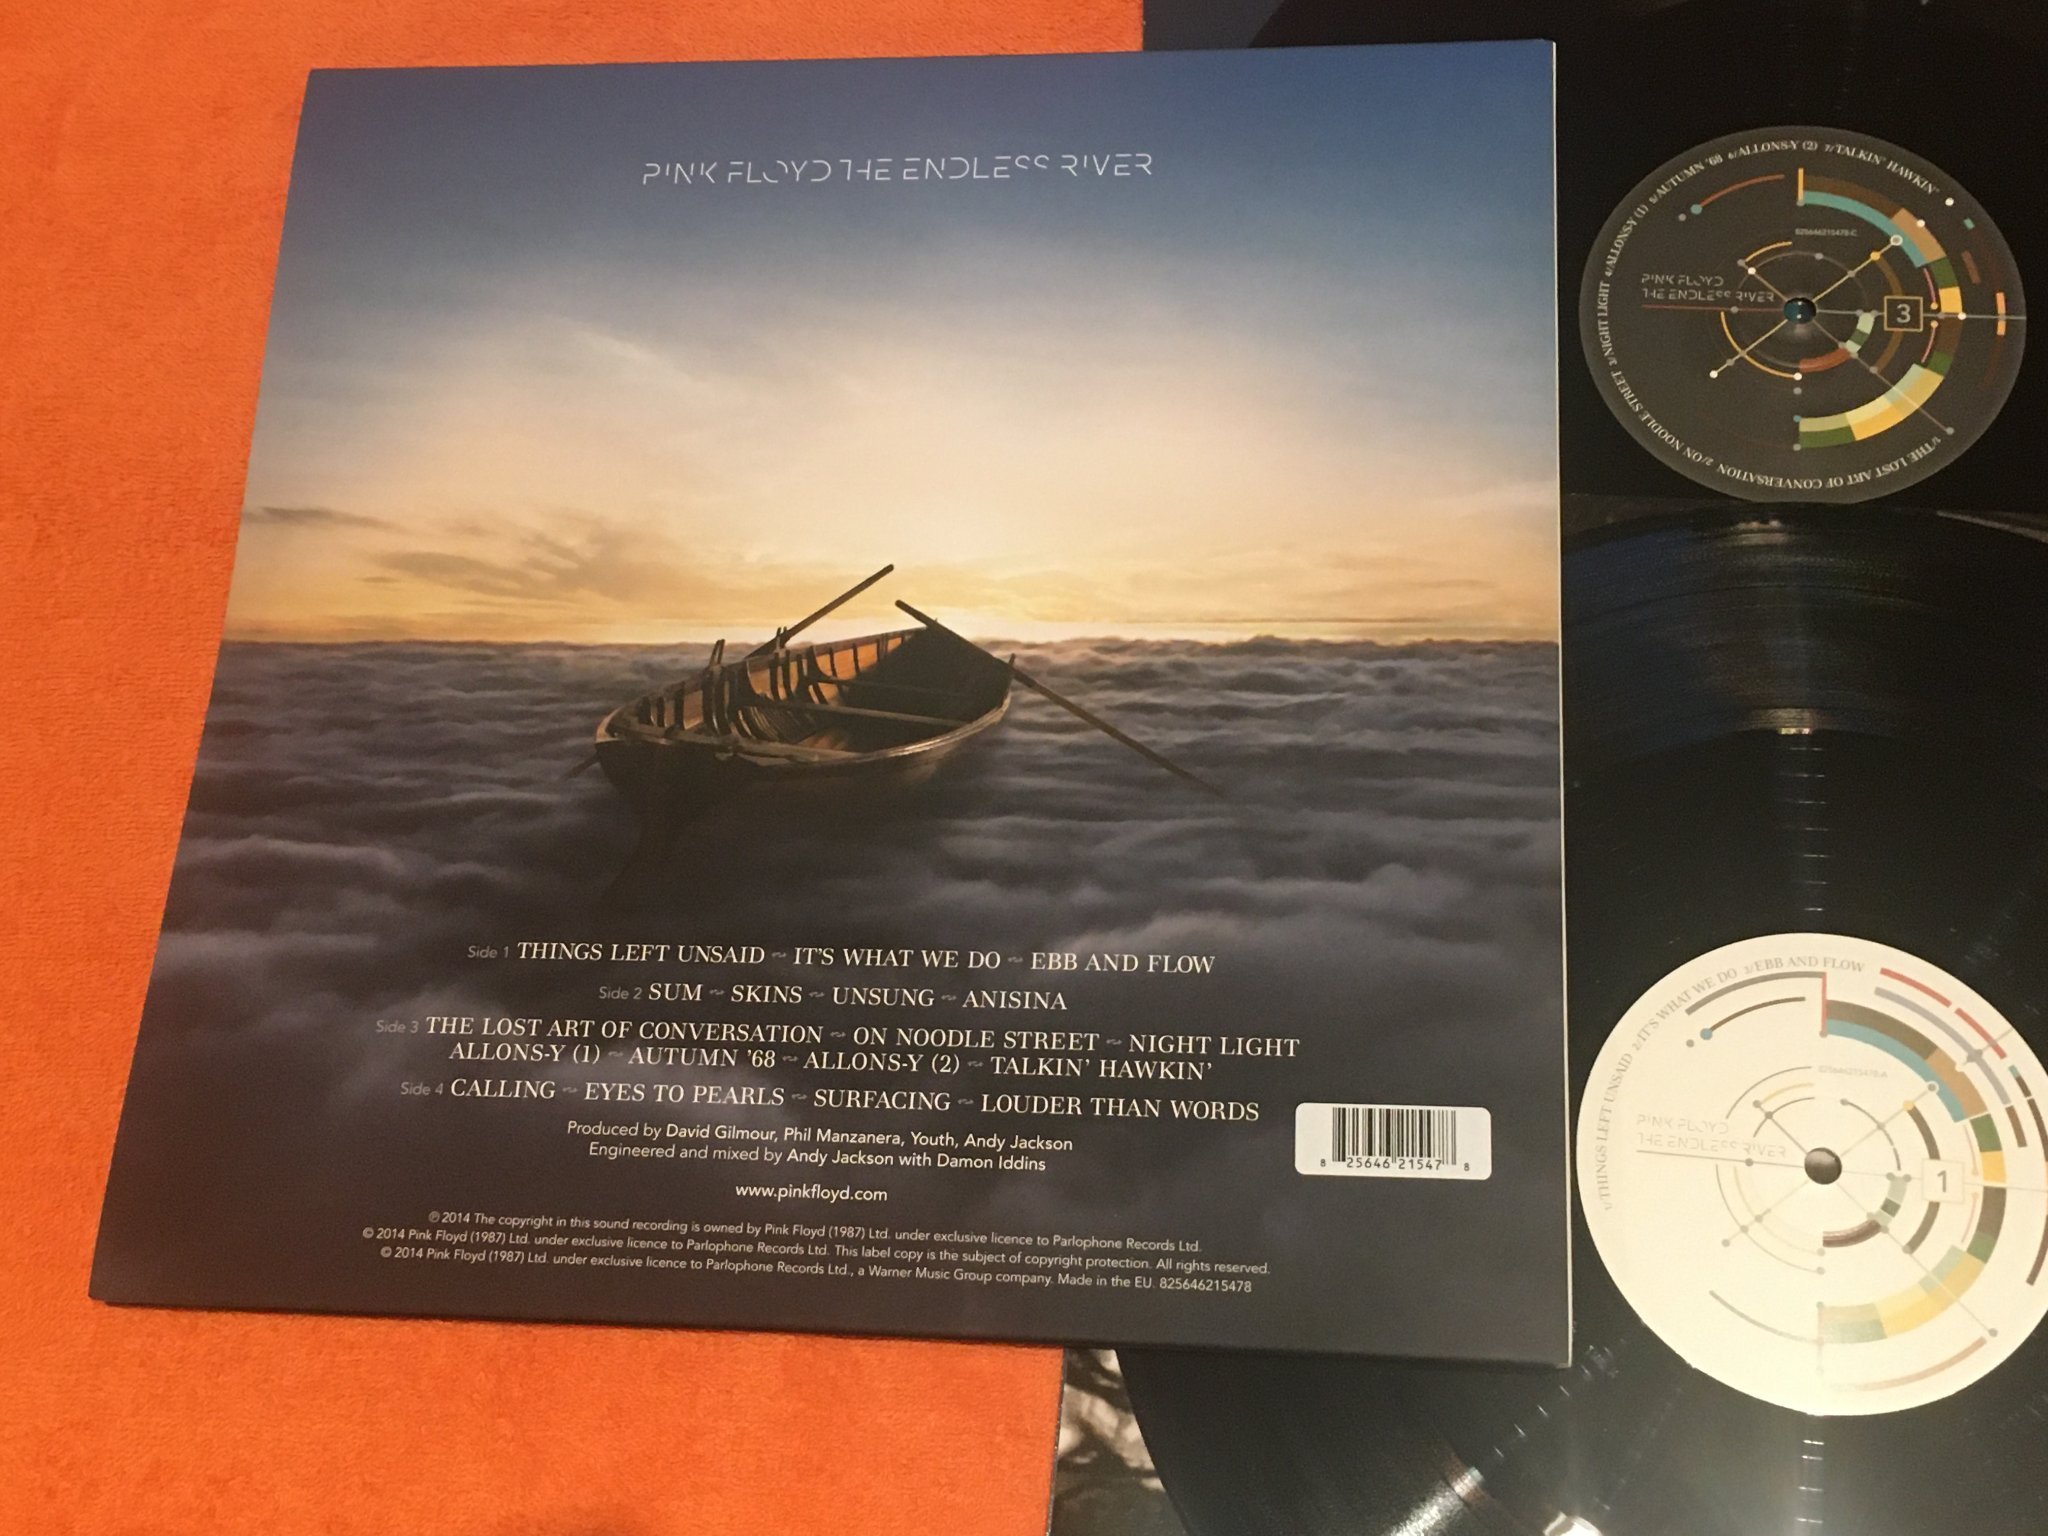 PINK FLOYD THE ENDLESS RIVER
Side 1 THINGS LEFT UNSAID ~ IT'S WHAT WE DO ~ EBB AND FLOW
Side 2 SUM ~ SKINS ~ UNSUNG ~ ANISINA
Side 3 THE LOST ART OF CONVERSATION ~ ON NOODLE STREET ~ NIGHT LIGHT
ALLONS-Y (1) ~ AUTUMN '68 ~ ALLONS-Y (2) ~ TALKIN' HAWKIN'
Side 4 CALLING ~ EYES TO PEARLS ~ SURFACING ~ LOUDER THAN WORDS
Produced by David Gilmour, Phil Manzanera, Youth, Andy Jackson
Engineered and mixed by Andy Jackson with Damon Iddins
www.pinkfloyd.com
℗ 2014 The copyright in this sound recording is owned by Pink Floyd (1987) Ltd. under exclusive licence to Parlophone Records Ltd.
© 2014 Pink Floyd (1987) Ltd. under exclusive licence to Parlophone Records Ltd. This label copy is the subject of copyright protection. All rights reserved.
© 2014 Pink Floyd (1987) Ltd. under exclusive licence to Parlophone Records Ltd., a Warner Music Group company. Made in the EU. 825646215478
8 25646 21547 8
1/THE LOST ART OF CONVERSATION 2/ON NOODLE STREET 3/NIGHT LIGHT 4/ALLONS-Y (1) 5/AUTUMN '68 6/ALLONS-Y (2) 7/TALKIN' HAWKIN'
825646215478-C
PINK FLOYD
THE ENDLESS RIVER
3
1/THINGS LEFT UNSAID 2/IT'S WHAT WE DO 3/EBB AND FLOW
825646215478-A
PINK FLOYD
THE ENDLESS RIVER
1